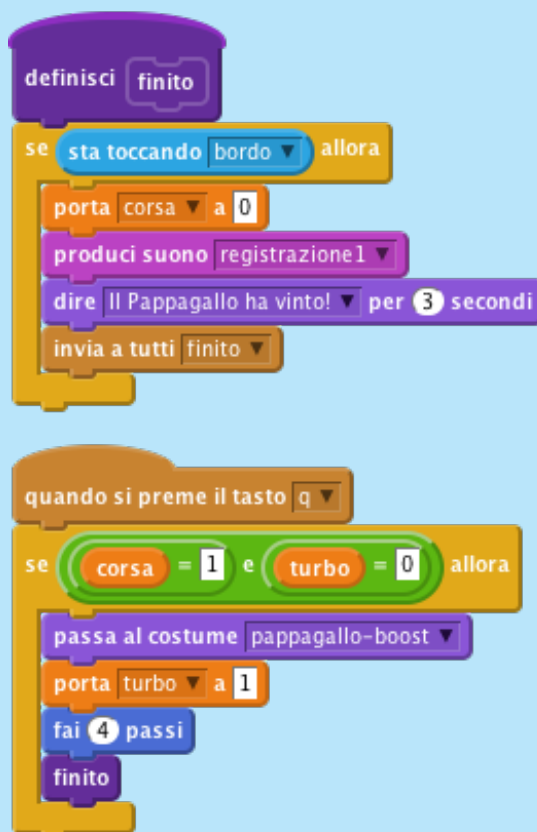 definisci finito
se sta toccando bordo allora
porta corsa a 0
produci suono registrazione1
dire Il Pappagallo ha vinto! per 3 secondi
invia a tutti finito
quando si preme il tasto q
se corsa = 1 e turbo = 0 allora
passa al costume pappagallo-boost
porta turbo a 1
fai 4 passi
finito